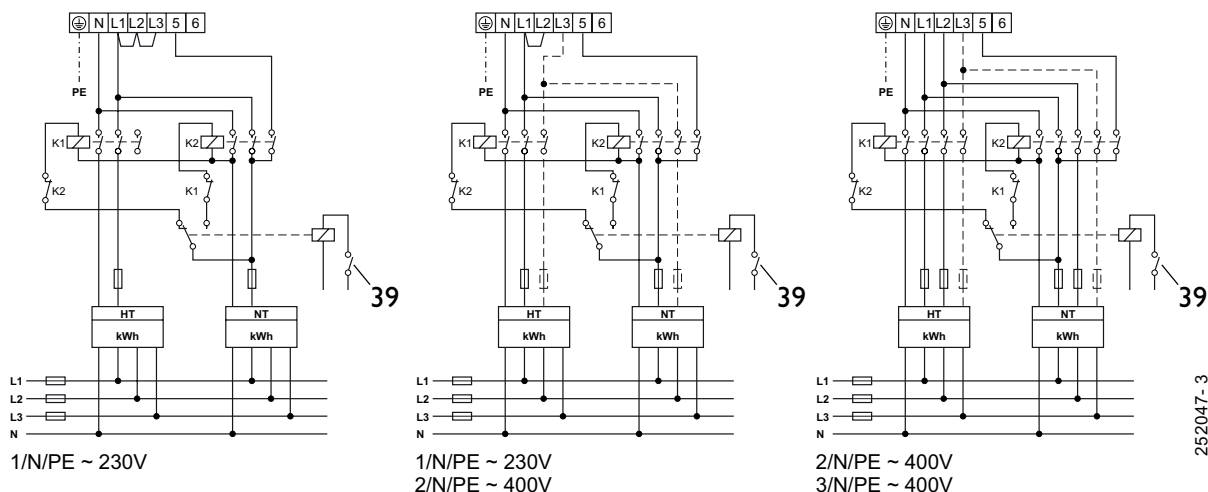 N L1 L2 L3 5 6
N L1 L2 L3 5 6
N L1 L2 L3 5 6
PE
PE
PE
K1
K2
K1
K2
K1
K2
K2
K1
K2
K1
K2
K1
39
39
39
HT
NT
HT
NT
HT
NT
kWh
kWh
kWh
kWh
kWh
kWh
L1
L2
L3
N
L1
L2
L3
N
L1
L2
L3
N
1/N/PE ~ 230V
1/N/PE ~ 230V
2/N/PE ~ 400V
2/N/PE ~ 400V
3/N/PE ~ 400V
252047- 3